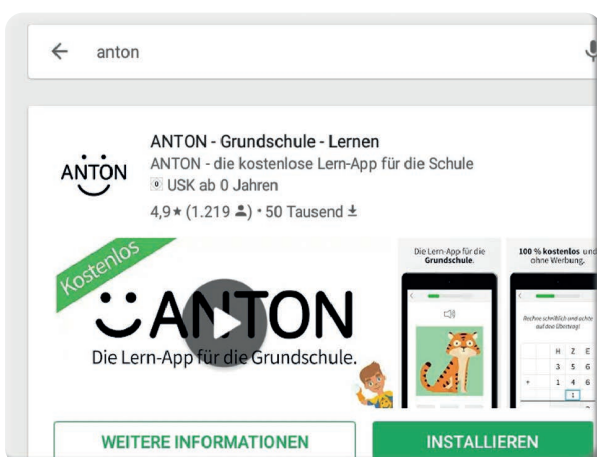 anton
ANTON
ANTON - Grundschule - Lernen
ANTON - die kostenlose Lern-App für die Schule
0 USK ab 0 Jahren
4,9★ (1.219) • 50 Tausend
Kostenlos
ANTON
Die Lern-App für die Grundschule.
Die Lern-App für die
Grundschule.
100 % kostenlos und
ohne Werbung.
Rechne schriftlich und achte
auf den Übertrag!
H Z E
3 5 6
+ 1 4 6
1
WEITERE INFORMATIONEN
INSTALLIEREN